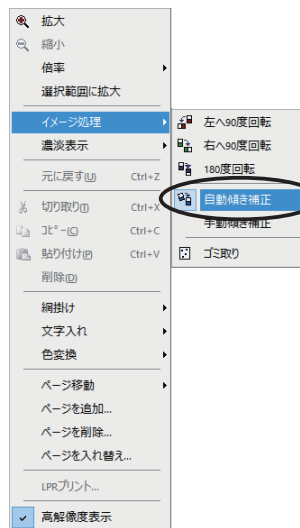 拡大
縮小
倍率
選択範囲に拡大
イメージ処理
濃淡表示
元に戻す(U) Ctrl+Z
切り取り(T) Ctrl+X
コピー(C) Ctrl+C
貼り付け(P) Ctrl+V
削除(D)
網掛け
文字入れ
色変換
ページ移動
ページを追加...
ページを削除...
ページを入れ替え...
LPRプリント...
高解像度表示
左へ90度回転
右へ90度回転
180度回転
自動傾き補正
手動傾き補正
ゴミ取り